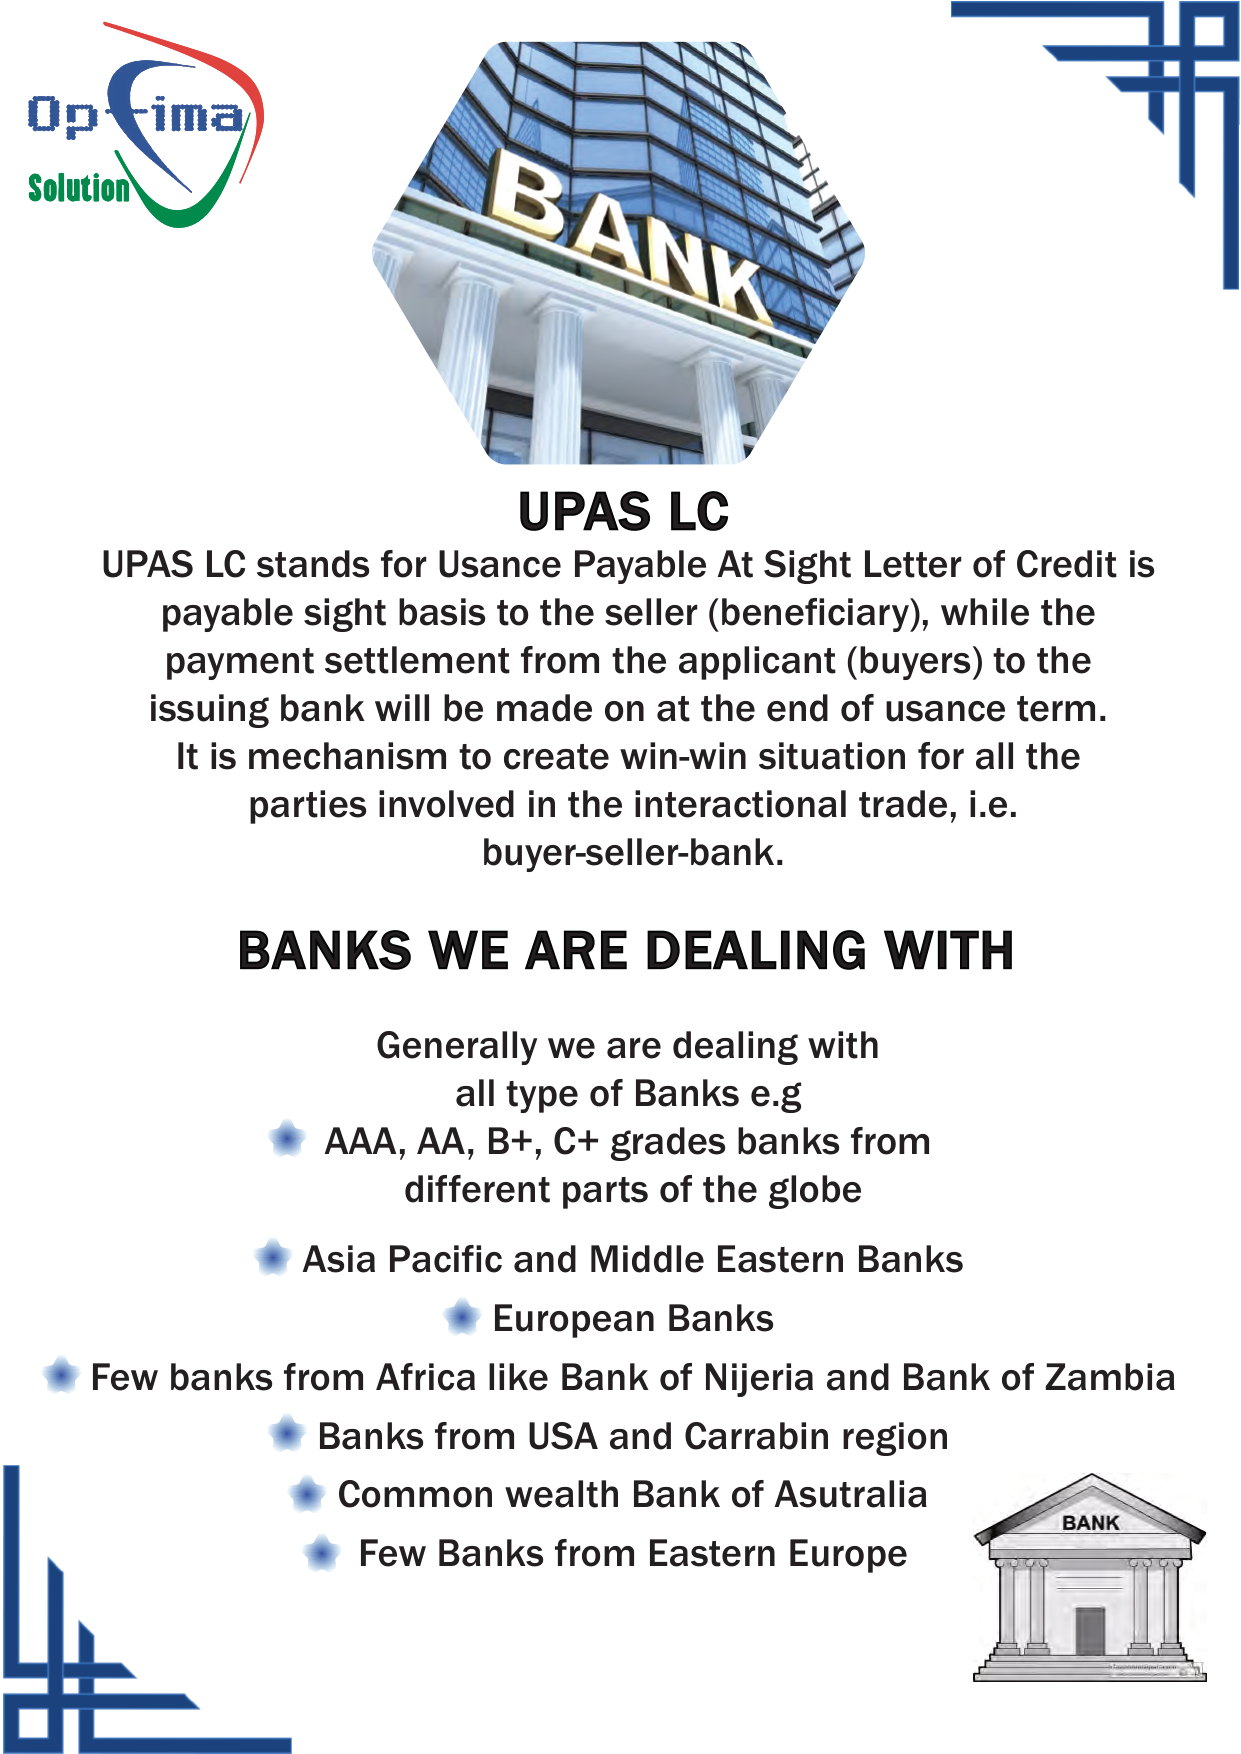 Optima
Solution
BANK
UPAS LC
UPAS LC stands for Usance Payable At Sight Letter of Credit is
payable sight basis to the seller (beneficiary), while the
payment settlement from the applicant (buyers) to the
issuing bank will be made on at the end of usance term.
It is mechanism to create win-win situation for all the
parties involved in the interactional trade, i.e.
buyer-seller-bank.
BANKS WE ARE DEALING WITH
Generally we are dealing with
all type of Banks e.g
AAA, AA, B+, C+ grades banks from
different parts of the globe
Asia Pacific and Middle Eastern Banks
European Banks
Few banks from Africa like Bank of Nijeria and Bank of Zambia
Banks from USA and Carrabin region
Common wealth Bank of Asutralia
Few Banks from Eastern Europe
BANK